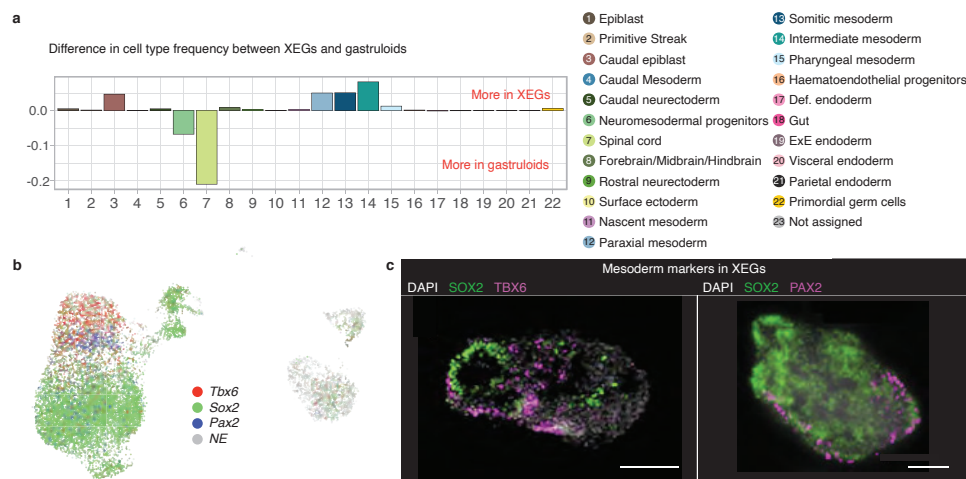 a
Difference in cell type frequency between XEGs and gastruloids
0.0
-0.1
-0.2
More in XEGs
More in gastruloids
1 2 3 4 5 6 7 8 9 10 11 12 13 14 15 16 17 18 19 20 21 22
1 Epiblast
2 Primitive Streak
3 Caudal epiblast
4 Caudal Mesoderm
5 Caudal neurectoderm
6 Neuromesodermal progenitors
7 Spinal cord
8 Forebrain/Midbrain/Hindbrain
9 Rostral neurectoderm
10 Surface ectoderm
11 Nascent mesoderm
12 Paraxial mesoderm
13 Somitic mesoderm
14 Intermediate mesoderm
15 Pharyngeal mesoderm
16 Haematoendothelial progenitors
17 Def. endoderm
18 Gut
19 ExE endoderm
20 Visceral endoderm
21 Parietal endoderm
22 Primordial germ cells
23 Not assigned
b
Tbx6
Sox2
Pax2
NE
c
Mesoderm markers in XEGs
DAPI SOX2 TBX6
DAPI SOX2 PAX2